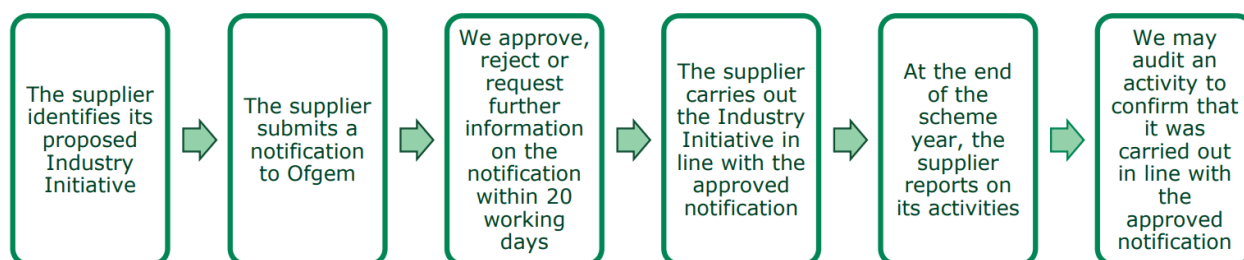 The supplier
identifies its
proposed
Industry
Initiative
The supplier
submits a
notification
to Ofgem
We approve,
reject or
request
further
information
on the
notification
within 20
working
days
The supplier
carries out
the Industry
Initiative in
line with the
approved
notification
At the end
of the
scheme
year, the
supplier
reports on
its activities
We may
audit an
activity to
confirm that
it was
carried out
in line with
the
approved
notification